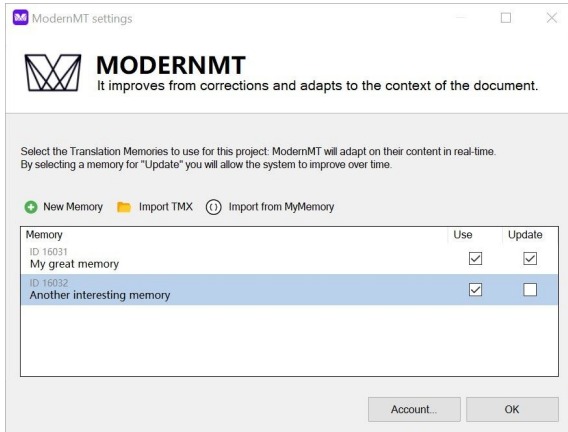 ModernMT settings
MODERNMT
It improves from corrections and adapts to the context of the document.
Select the Translation Memories to use for this project: ModernMT will adapt on their content in real-time.
By selecting a memory for "Update" you will allow the system to improve over time.
New Memory Import TMX Import from MyMemory
Memory Use Update
ID 16031
My great memory
ID 16032
Another interesting memory
Account... OK